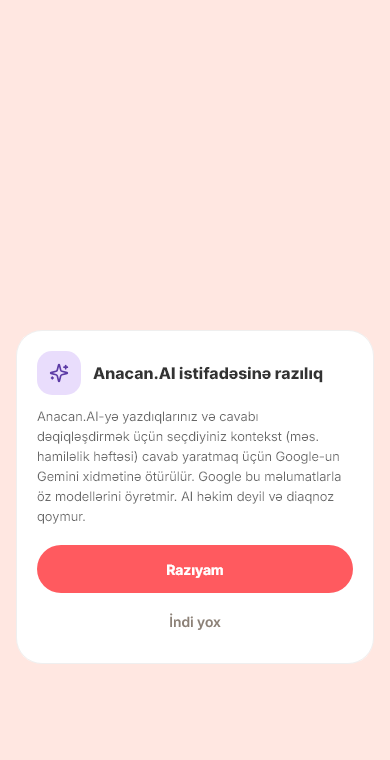 Anacan.AI istifadəsinə razılıq
Anacan.AI-yə yazdıqlarınız və cavabı
dəqiqləşdirmək üçün seçdiyiniz kontekst (məs.
hamiləlik həftəsi) cavab yaratmaq üçün Google-un
Gemini xidmətinə ötürülür. Google bu məlumatlarla
öz modellərini öyrətmir. AI həkim deyil və diaqnoz
qoymur.
Razıyam
İndi yox